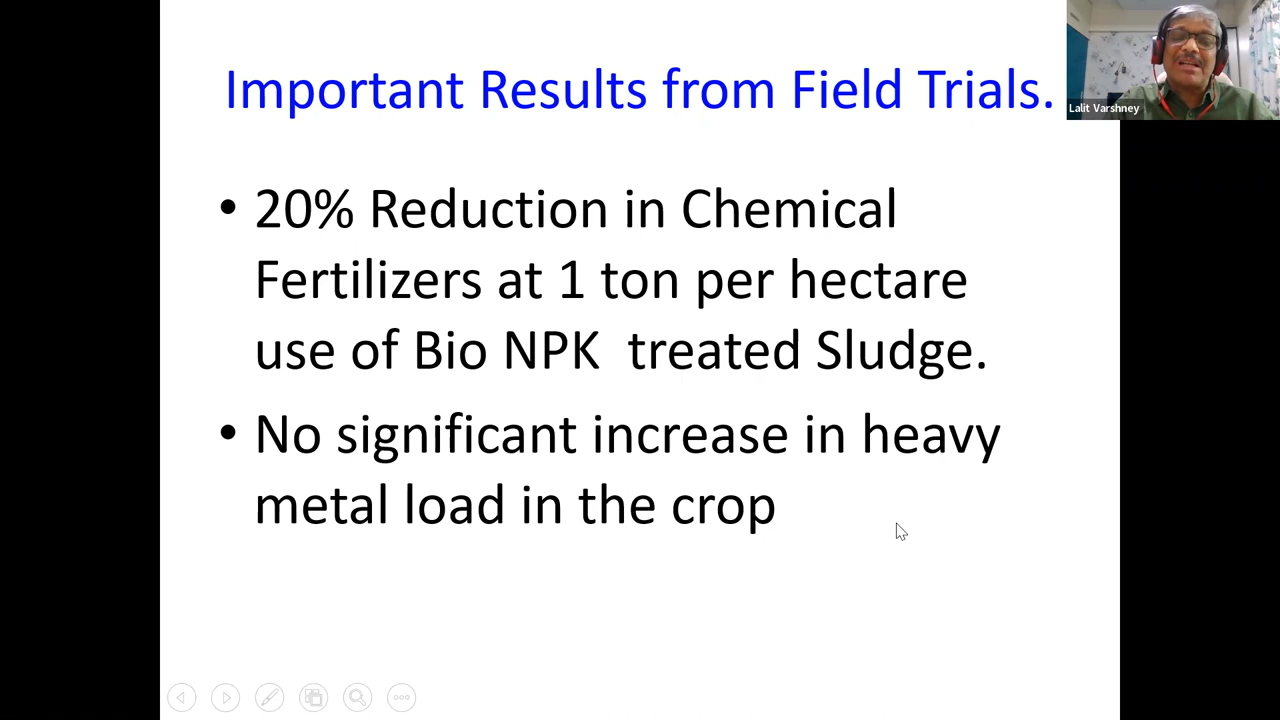 Important Results from Field Trials.
Lalit Varshney
• 20% Reduction in Chemical
Fertilizers at 1 ton per hectare
use of Bio NPK  treated Sludge.
• No significant increase in heavy
metal load in the crop